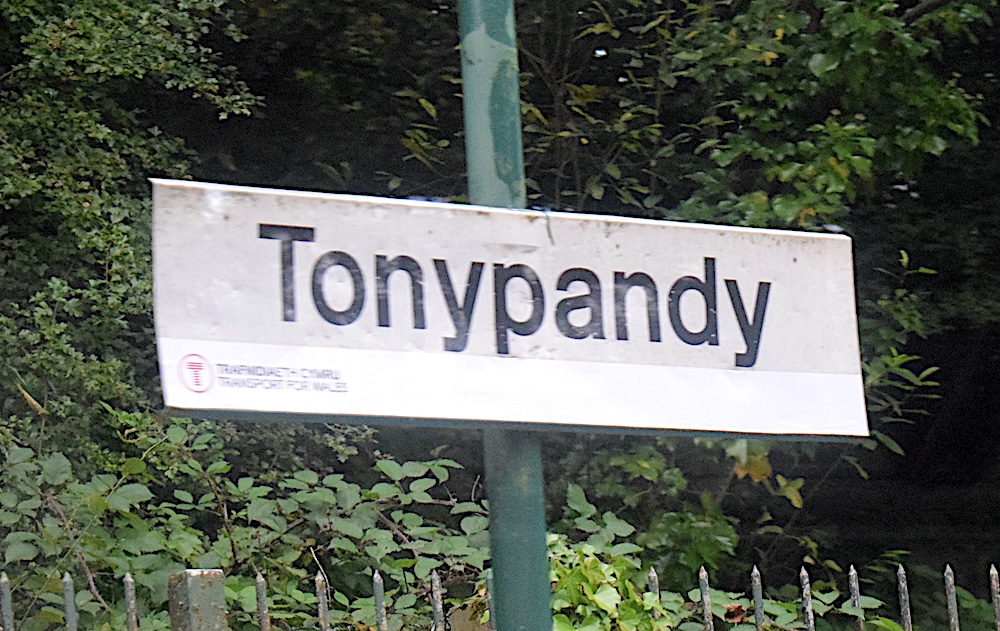 Tonypandy
T
TRAFNIDIAETH CYMRU
TRANSPORT FOR WALES